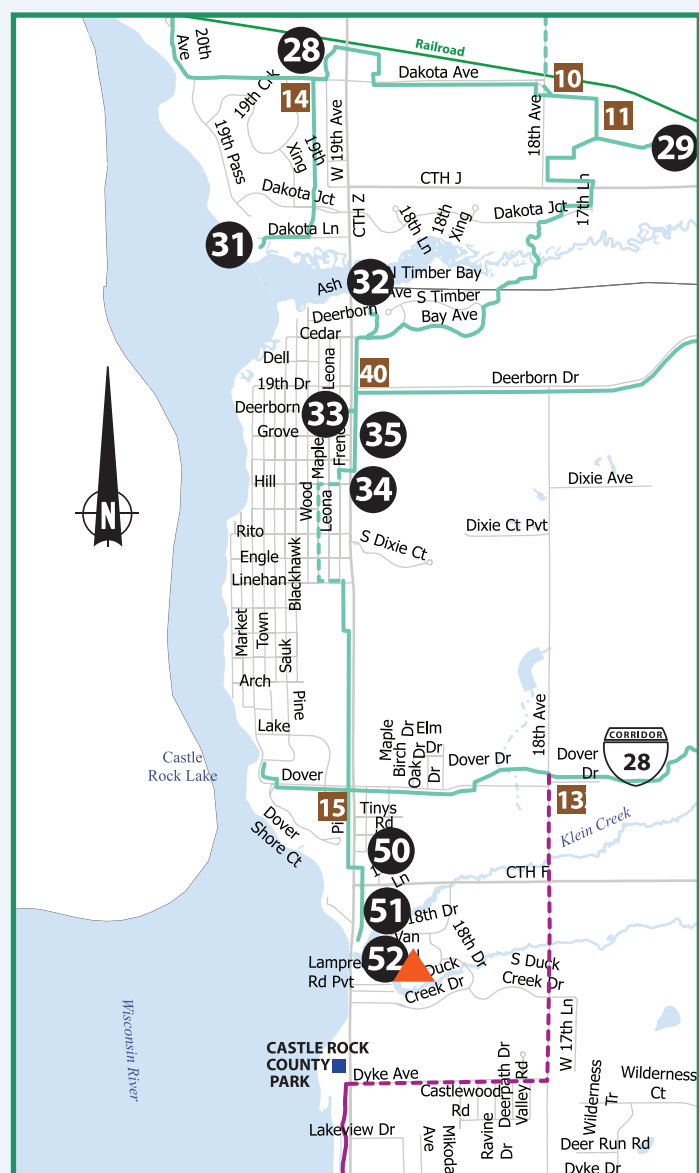 20th
Ave
28
Railroad
Dakota Ave
10
19th Crk
14
W 19th Ave
18th Ave
11
29
19th Pass
19th
Xing
CTH J
Dakota Jct
Dakota Jct
17th Ln
CTH Z
18th
Ln
18th
Xing
Dakota Ln
31
32
N Timber Bay
Ave
Ash
S Timber
Bay Ave
Deerborn
Cedar
Dell
Leona
19th Dr
40
Deerborn Dr
Deerborn
33
Grove
Maple
35
Hill
34
Dixie Ave
Wood
Leona
Dixie Ct Pvt
Rito
S Dixie Ct
Engle
Linehan
Blackhawk
N
Market
Town
Sauk
Arch
Pine
Lake
18th Ave
Maple
Birch Dr
Oak Dr
Elm
Dr
Dr
CORRIDOR
28
Castle
Rock Lake
Dover Dr
Dover
Dr
Dover
15
13
Tinys
Rd
Dover
Shore Ct
50
Klein Creek
Ln
CTH F
51
18th Dr
Van
18th Dr
52
Lampre
Rd Pvt
Duck
Creek Dr
S Duck
Creek Dr
Wisconsin River
W 17th Ln
CASTLE ROCK
COUNTY
PARK
Dyke Ave
Castlewood
Rd
Deerpath Dr
Valley Rd
Wilderness
Tr
Wilderness
Ct
Lakeview Dr
Ave
Mikoda
Ravine
Dr
Deer Run Rd
Dyke Dr